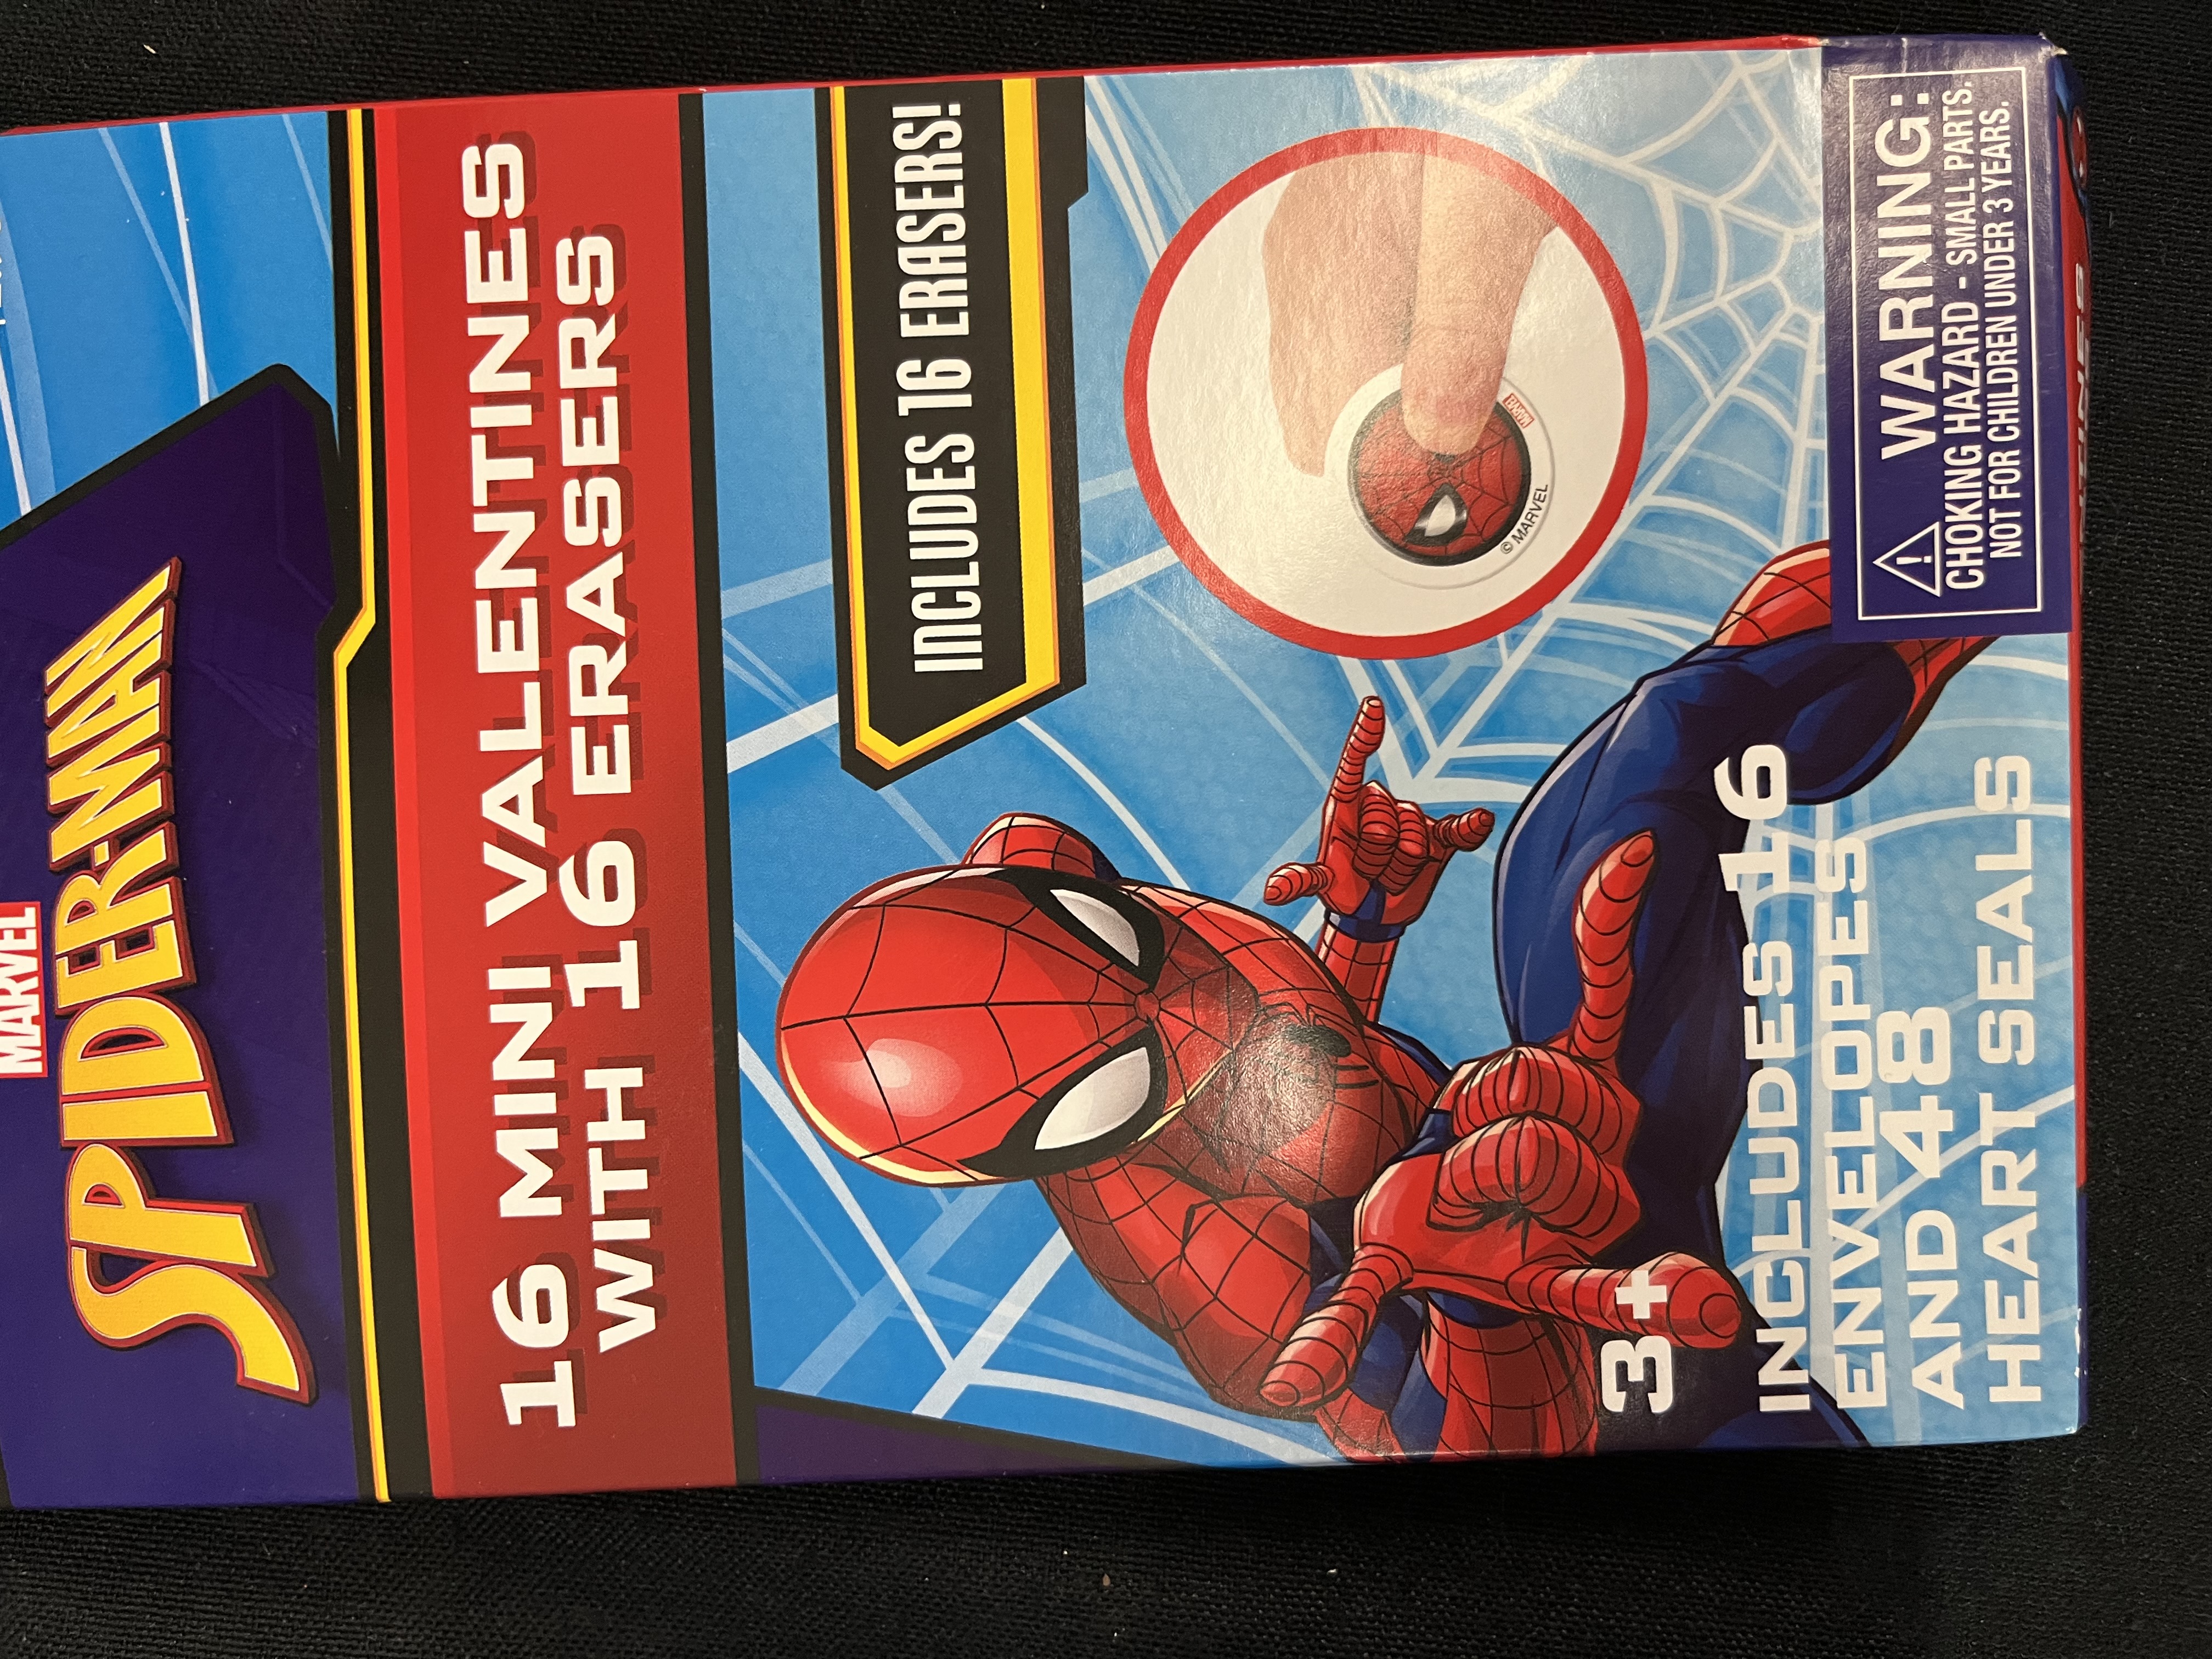 MARVEL
SPIDER-MAN
16 MINI VALENTINES
WITH 16 ERASERS
INCLUDES 16 ERASERS!
MARVEL
© MARVEL
3+
INCLUDES 16
ENVELOPES
AND 48
HEART SEALS
WARNING:
CHOKING HAZARD - SMALL PARTS.
NOT FOR CHILDREN UNDER 3 YEARS.